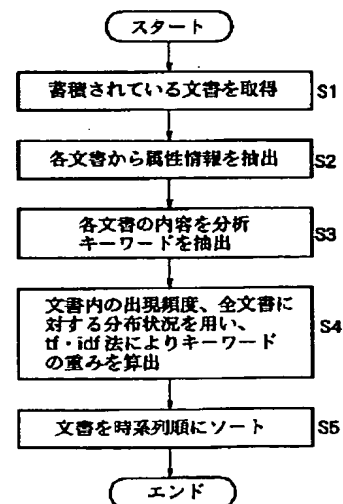 スタート
蓄積されている文書を取得 S1
各文書から属性情報を抽出 S2
各文書の内容を分析
キーワードを抽出 S3
文書内の出現頻度、全文書に
対する分布状況を用い、
tf・idf 法によりキーワード S4
の重みを算出
文書を時系列順にソート S5
エンド